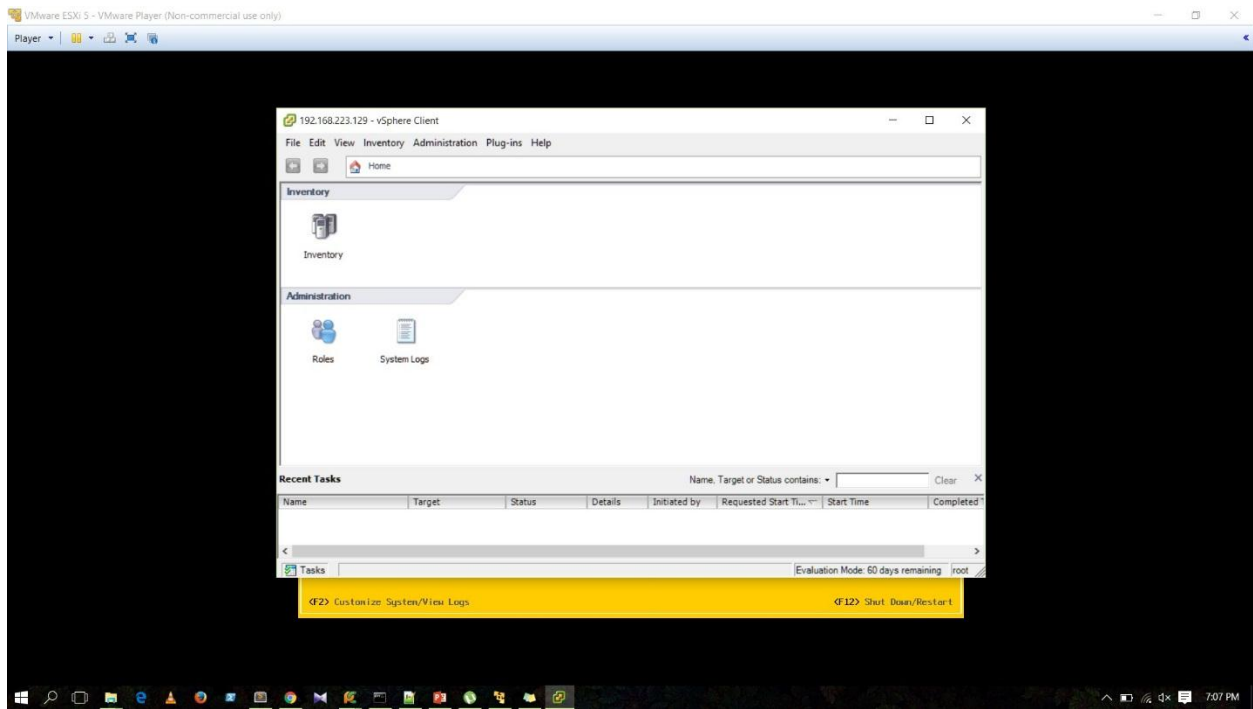 VMware ESXi 5 - VMware Player (Non-commercial use only)
Player
192.168.223.129 - vSphere Client
File Edit View Inventory Administration Plug-ins Help
Home
Inventory
Inventory
Administration
Roles System Logs
Recent Tasks Name, Target or Status contains: Clear
Name Target Status Details Initiated by Requested Start Ti... Start Time Completed T
Tasks Evaluation Mode: 60 days remaining root
<F2> Customize System/View Logs <F12> Shut Down/Restart
7:07 PM